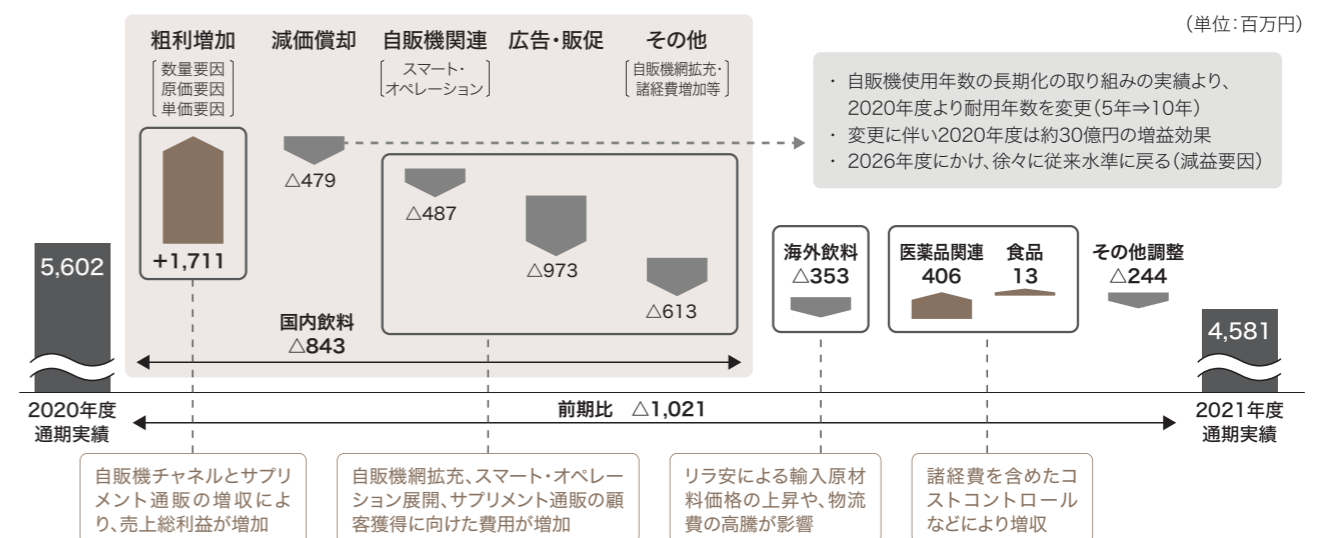 （単位：百万円）
粗利増加
数量要因
原価要因
単価要因
減価償却
自販機関連
スマート・
オペレーション
広告・販促
その他
自販機網拡充・
諸経費増加等
・ 自販機使用年数の長期化の取り組みの実績より、
2020年度より耐用年数を変更（5年⇒10年）
・ 変更に伴い2020年度は約30億円の増益効果
・ 2026年度にかけ、徐々に従来水準に戻る（減益要因）
5,602
+1,711
△479
△487
△973
△613
国内飲料
△843
海外飲料
△353
医薬品関連
406
食品
13
その他調整
△244
4,581
2020年度
通期実績
前期比　△1,021
2021年度
通期実績
自販機チャネルとサプリ
メント通販の増収によ
り、売上総利益が増加
自販機網拡充、スマート・オペレー
ション展開、サプリメント通販の顧
客獲得に向けた費用が増加
リラ安による輸入原材
料価格の上昇や、物流
費の高騰が影響
諸経費を含めたコ
ストコントロール
などにより増収